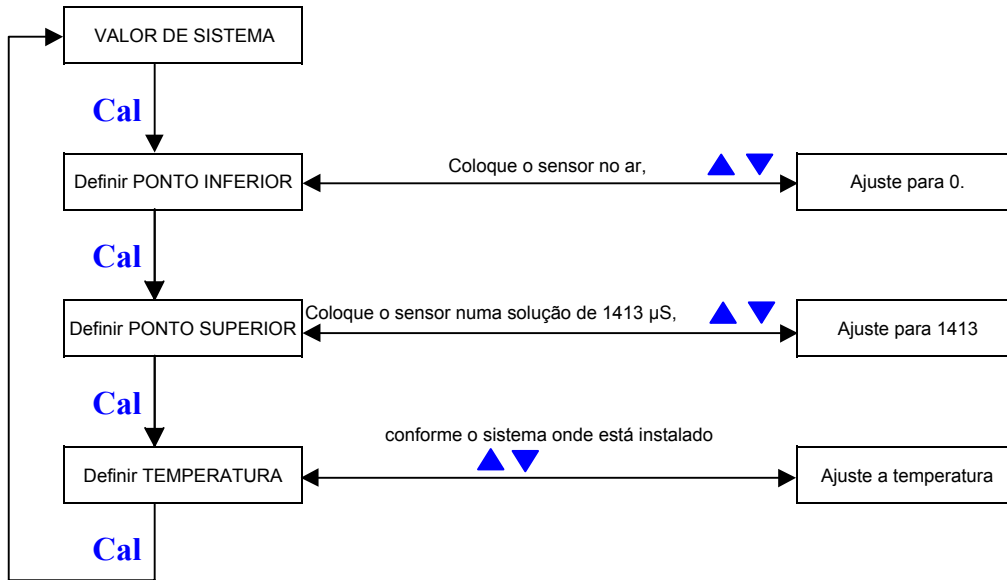 VALOR DE SISTEMA
Cal
Definir PONTO INFERIOR
Coloque o sensor no ar,
Ajuste para 0.
Cal
Definir PONTO SUPERIOR
Coloque o sensor numa solução de 1413 µS,
Ajuste para 1413
Cal
conforme o sistema onde está instalado
Definir TEMPERATURA
Ajuste a temperatura
Cal